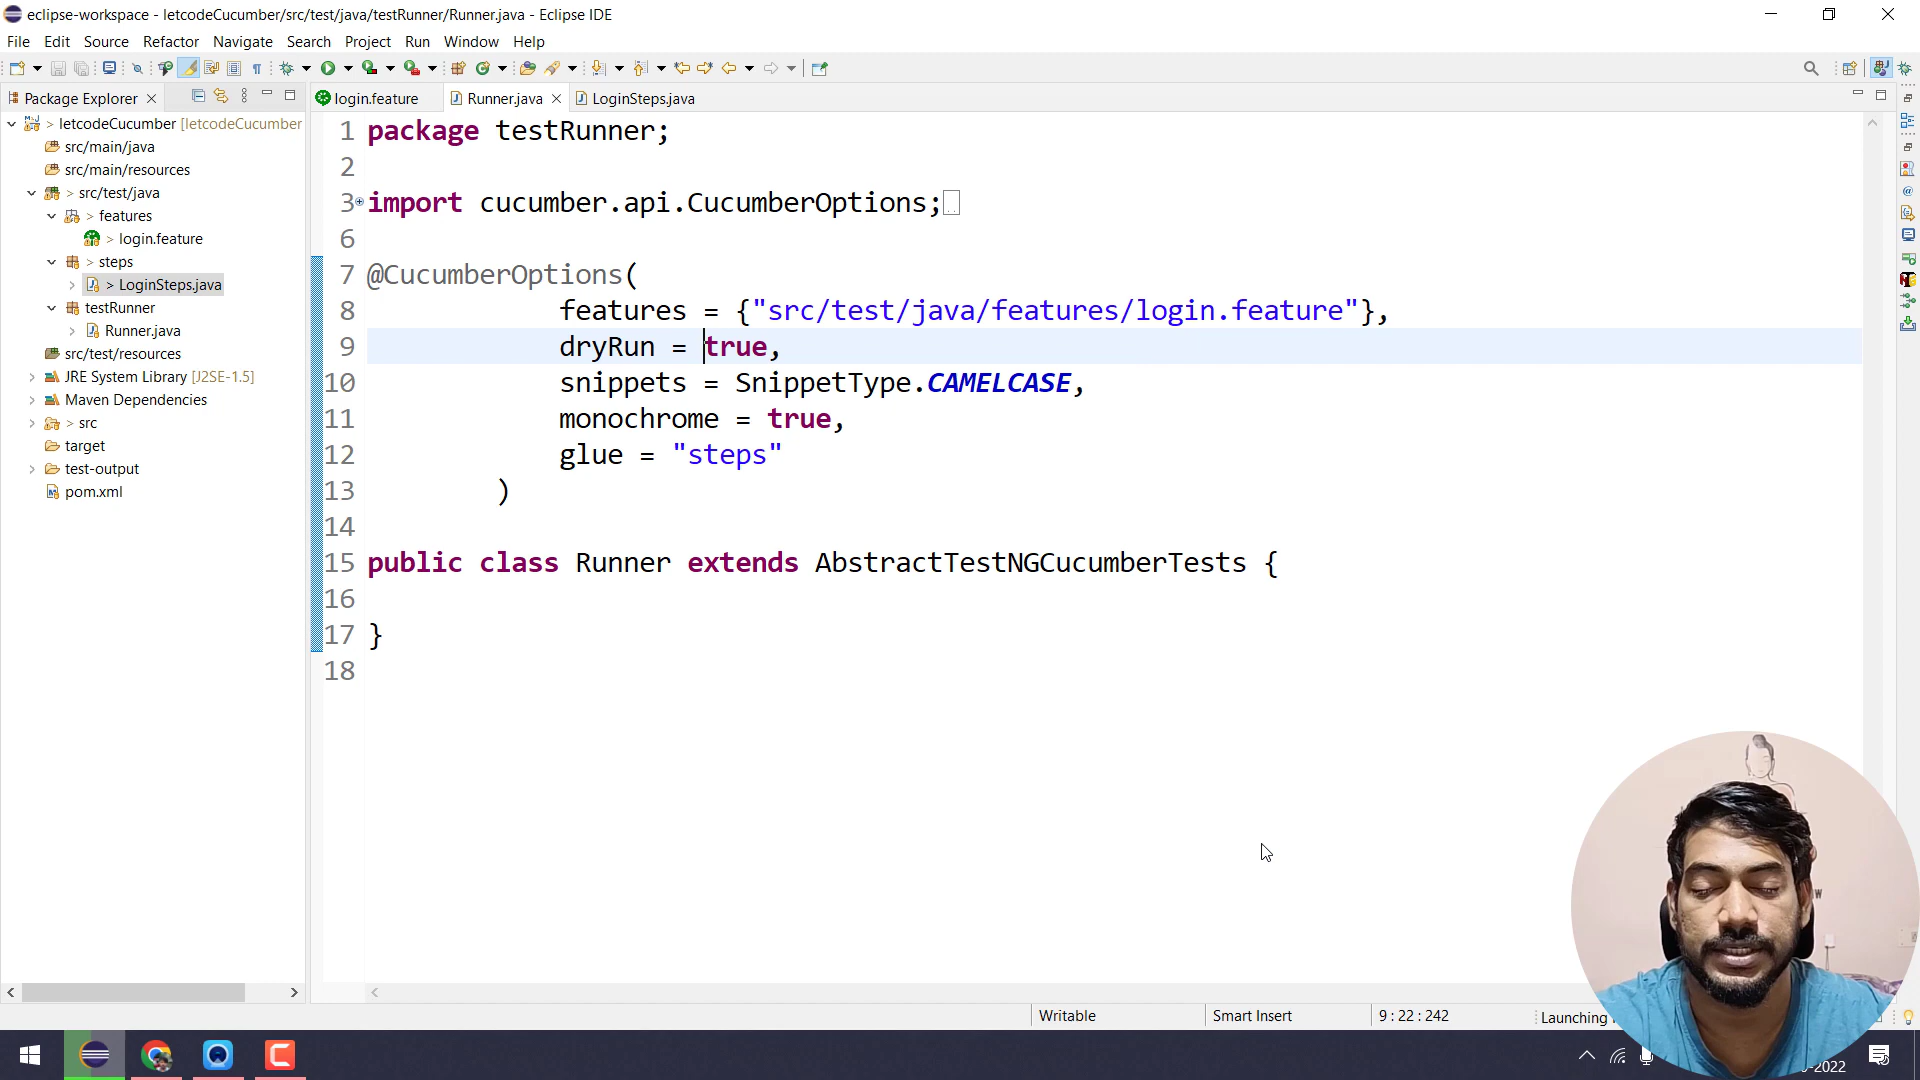 eclipse-workspace - letcodeCucumber/src/test/java/testRunner/Runner.java - Eclipse IDE
File Edit Source Refactor Navigate Search Project Run Window Help
Package Explorer
login.feature
Runner.java
LoginSteps.java
> letcodeCucumber [letcodeCucumber
src/main/java
src/main/resources
> src/test/java
> features
> login.feature
> steps
> LoginSteps.java
testRunner
Runner.java
src/test/resources
JRE System Library [J2SE-1.5]
Maven Dependencies
> src
target
test-output
pom.xml
1 package testRunner;
2
3 import cucumber.api.CucumberOptions;
6
7 @CucumberOptions(
8 features = {"src/test/java/features/login.feature"},
9 dryRun = true,
10 snippets = SnippetType.CAMELCASE,
11 monochrome = true,
12 glue = "steps"
13 )
14
15 public class Runner extends AbstractTestNGCucumberTests {
16
17 }
18
Writable
Smart Insert
9 : 22 : 242
Launching
-2022